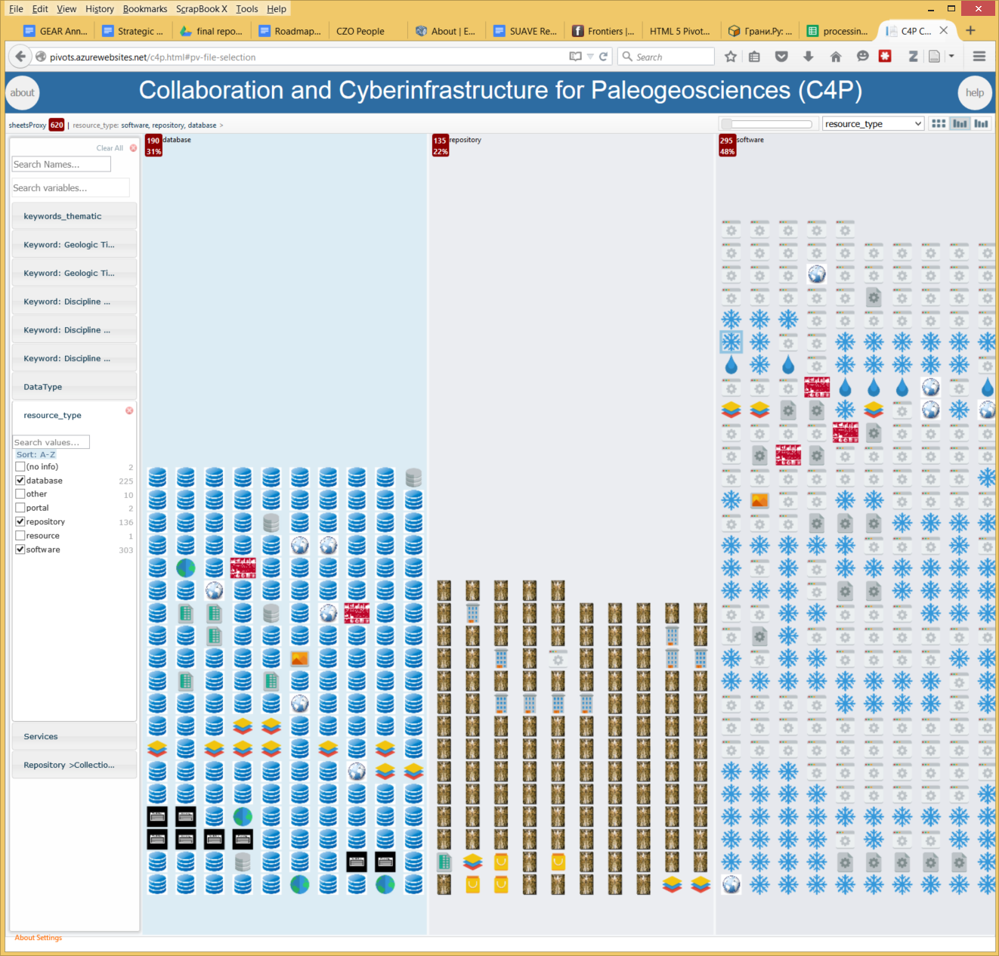 File Edit View History Bookmarks ScrapBook X Tools Help
GEAR Ann... Strategic ... final repo... Roadmap... CZO People About | E... SUAVE Re... Frontiers |... HTML 5 Pivot... Грани.Ру: ... processin... C4P C...
pivots.azurewebsites.net/c4p.html#pv-file-selection Search
about Collaboration and Cyberinfrastructure for Paleogeosciences (C4P) help
sheetsProxy 620 | resource_type: software, repository, database > resource_type
190 database 135 repository 295 software
31% 22% 48%
Clear All
Search Names...
Search variables...
keywords_thematic
Keyword: Geologic Ti...
Keyword: Geologic Ti...
Keyword: Discipline ...
Keyword: Discipline ...
Keyword: Discipline ...
DataType
resource_type
Search values...
Sort: A-Z
(no info) 2
database 225
other 10
portal 2
repository 136
resource 1
software 303
Services
Repository >Collectio...
About Settings